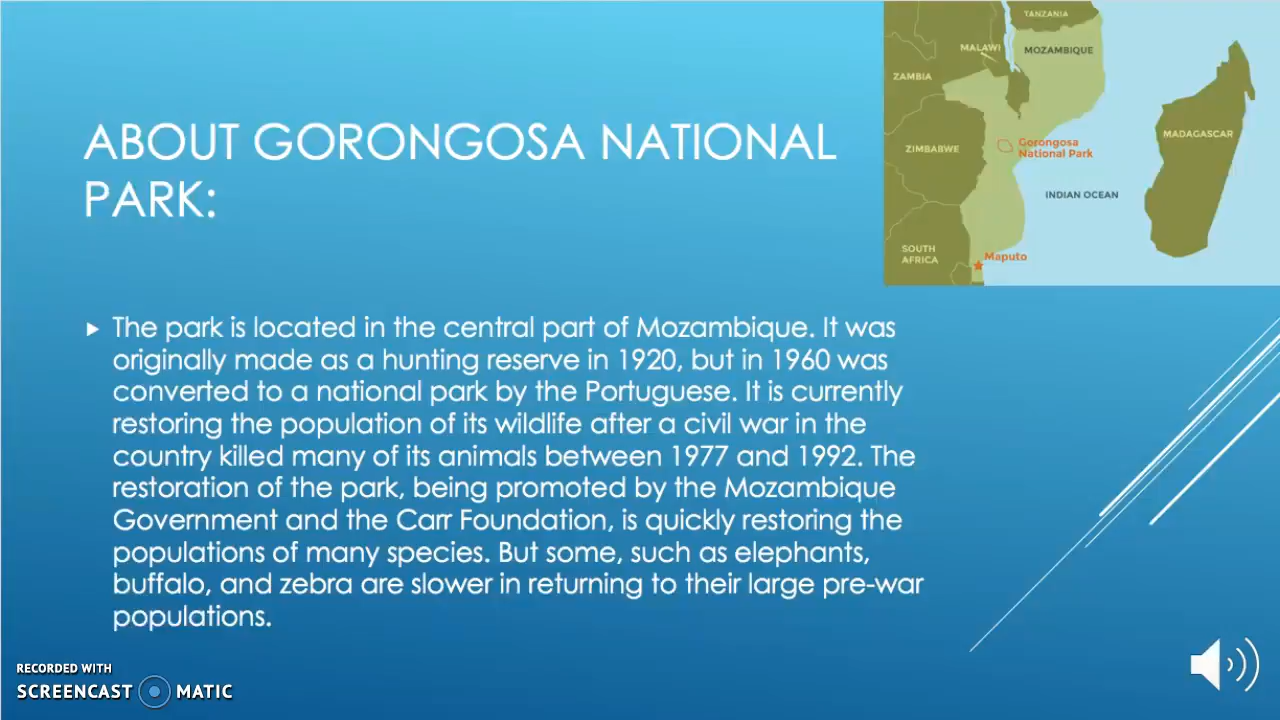 ABOUT GORONGOSA NATIONAL
PARK:
TANZANIA
MALAWI
MOZAMBIQUE
ZAMBIA
ZIMBABWE
Gorongosa
National Park
MADAGASCAR
INDIAN OCEAN
SOUTH
AFRICA
Maputo
The park is located in the central part of Mozambique. It was
originally made as a hunting reserve in 1920, but in 1960 was
converted to a national park by the Portuguese. It is currently
restoring the population of its wildlife after a civil war in the
country killed many of its animals between 1977 and 1992. The
restoration of the park, being promoted by the Mozambique
Government and the Carr Foundation, is quickly restoring the
populations of many species. But some, such as elephants,
buffalo, and zebra are slower in returning to their large pre-war
populations.
RECORDED WITH
SCREENCAST MATIC